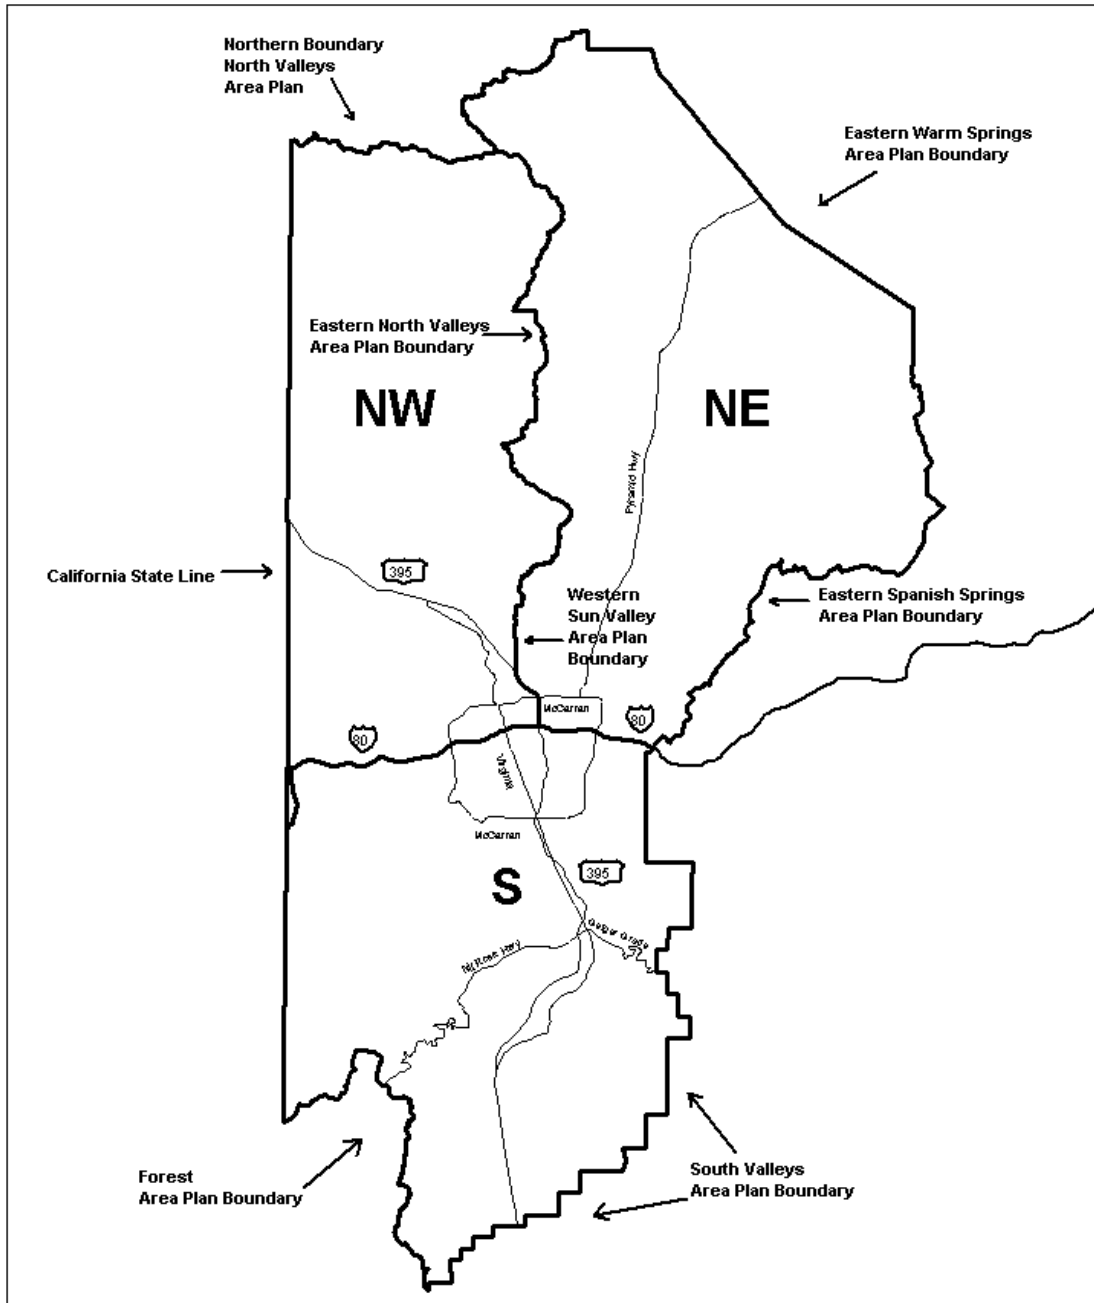 Northern Boundary
North Valleys
Area Plan
Eastern Warm Springs
Area Plan Boundary
Eastern North Valleys
Area Plan Boundary
NW
NE
Pyramid Hwy
395
California State Line
Western
Sun Valley
Area Plan
Boundary
Eastern Spanish Springs
Area Plan Boundary
McCarran
80
80
Virginia
McCarran
395
S
Geiger Grade
Mt Rose Hwy
Forest
Area Plan Boundary
South Valleys
Area Plan Boundary